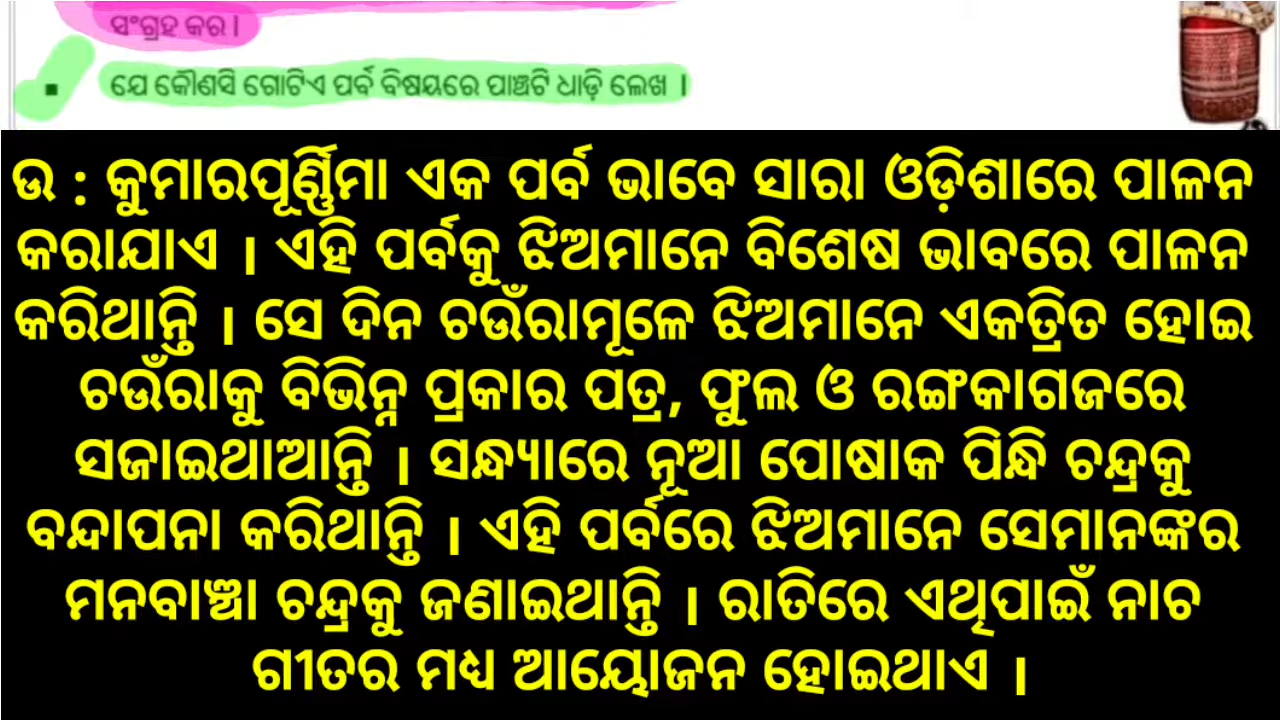 ସଂଗ୍ରହ କର ।
▪ ଯେ କୌଣସି ଗୋଟିଏ ପର୍ବ ବିଷୟରେ ପାଞ୍ଚଟି ଧାଡ଼ି ଲେଖ ।
ଉ : କୁମାରପୂର୍ଣ୍ଣିମା ଏକ ପର୍ବ ଭାବେ ସାରା ଓଡ଼ିଶାରେ ପାଳନ
କରାଯାଏ । ଏହି ପର୍ବକୁ ଝିଅମାନେ ବିଶେଷ ଭାବରେ ପାଳନ
କରିଥାନ୍ତି । ସେ ଦିନ ଚଉଁରାମୂଳେ ଝିଅମାନେ ଏକତ୍ରିତ ହୋଇ
ଚଉଁରାକୁ ବିଭିନ୍ନ ପ୍ରକାର ପତ୍ର, ଫୁଲ ଓ ରଙ୍ଗକାଗଜରେ
ସଜାଇଥାଆନ୍ତି । ସନ୍ଧ୍ୟାରେ ନୂଆ ପୋଷାକ ପିନ୍ଧି ଚନ୍ଦ୍ରକୁ
ବନ୍ଦାପନା କରିଥାନ୍ତି । ଏହି ପର୍ବରେ ଝିଅମାନେ ସେମାନଙ୍କର
ମନବାଞ୍ଛା ଚନ୍ଦ୍ରକୁ ଜଣାଇଥାନ୍ତି । ରାତିରେ ଏଥିପାଇଁ ନାଚ
ଗୀତର ମଧ୍ୟ ଆୟୋଜନ ହୋଇଥାଏ ।